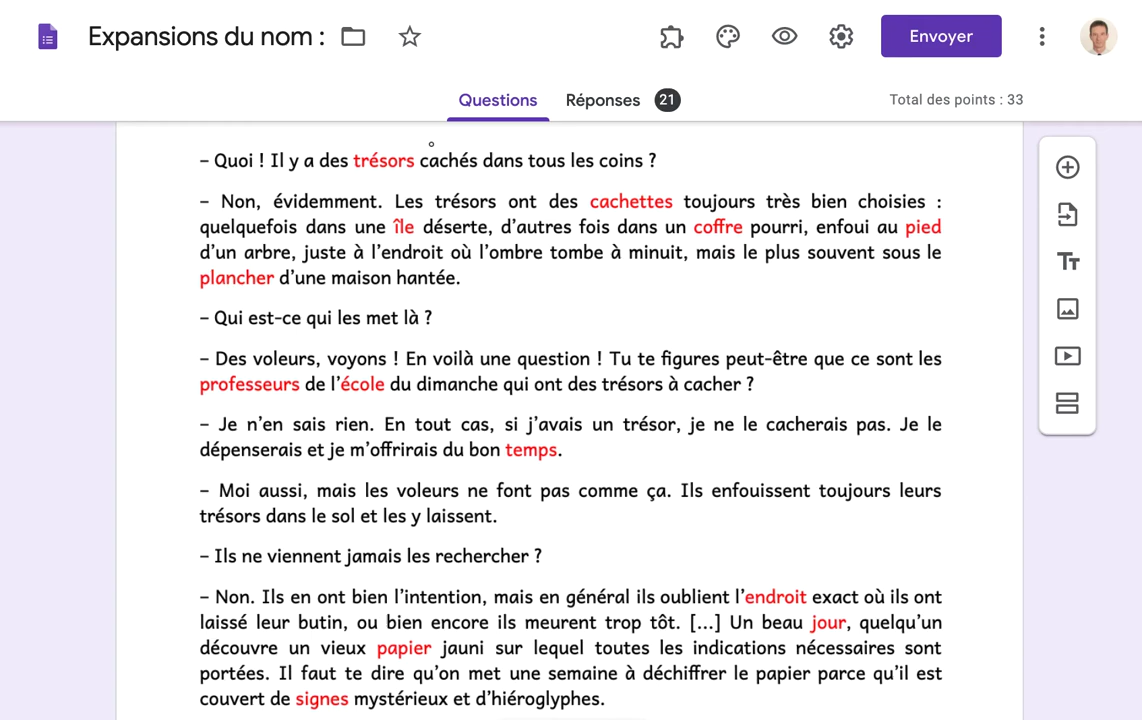 Expansions du nom :
Envoyer
Questions
Réponses 21
Total des points : 33
– Quoi ! Il y a des trésors cachés dans tous les coins ?
– Non, évidemment. Les trésors ont des cachettes toujours très bien choisies :
quelquefois dans une île déserte, d’autres fois dans un coffre pourri, enfoui au pied
d’un arbre, juste à l’endroit où l’ombre tombe à minuit, mais le plus souvent sous le
plancher d’une maison hantée.
– Qui est-ce qui les met là ?
– Des voleurs, voyons ! En voilà une question ! Tu te figures peut-être que ce sont les
professeurs de l’école du dimanche qui ont des trésors à cacher ?
– Je n’en sais rien. En tout cas, si j’avais un trésor, je ne le cacherais pas. Je le
dépenserais et je m’offrirais du bon temps.
– Moi aussi, mais les voleurs ne font pas comme ça. Ils enfouissent toujours leurs
trésors dans le sol et les y laissent.
– Ils ne viennent jamais les rechercher ?
– Non. Ils en ont bien l’intention, mais en général ils oublient l’endroit exact où ils ont
laissé leur butin, ou bien encore ils meurent trop tôt. [...] Un beau jour, quelqu’un
découvre un vieux papier jauni sur lequel toutes les indications nécessaires sont
portées. Il faut te dire qu’on met une semaine à déchiffrer le papier parce qu’il est
couvert de signes mystérieux et d’hiéroglyphes.